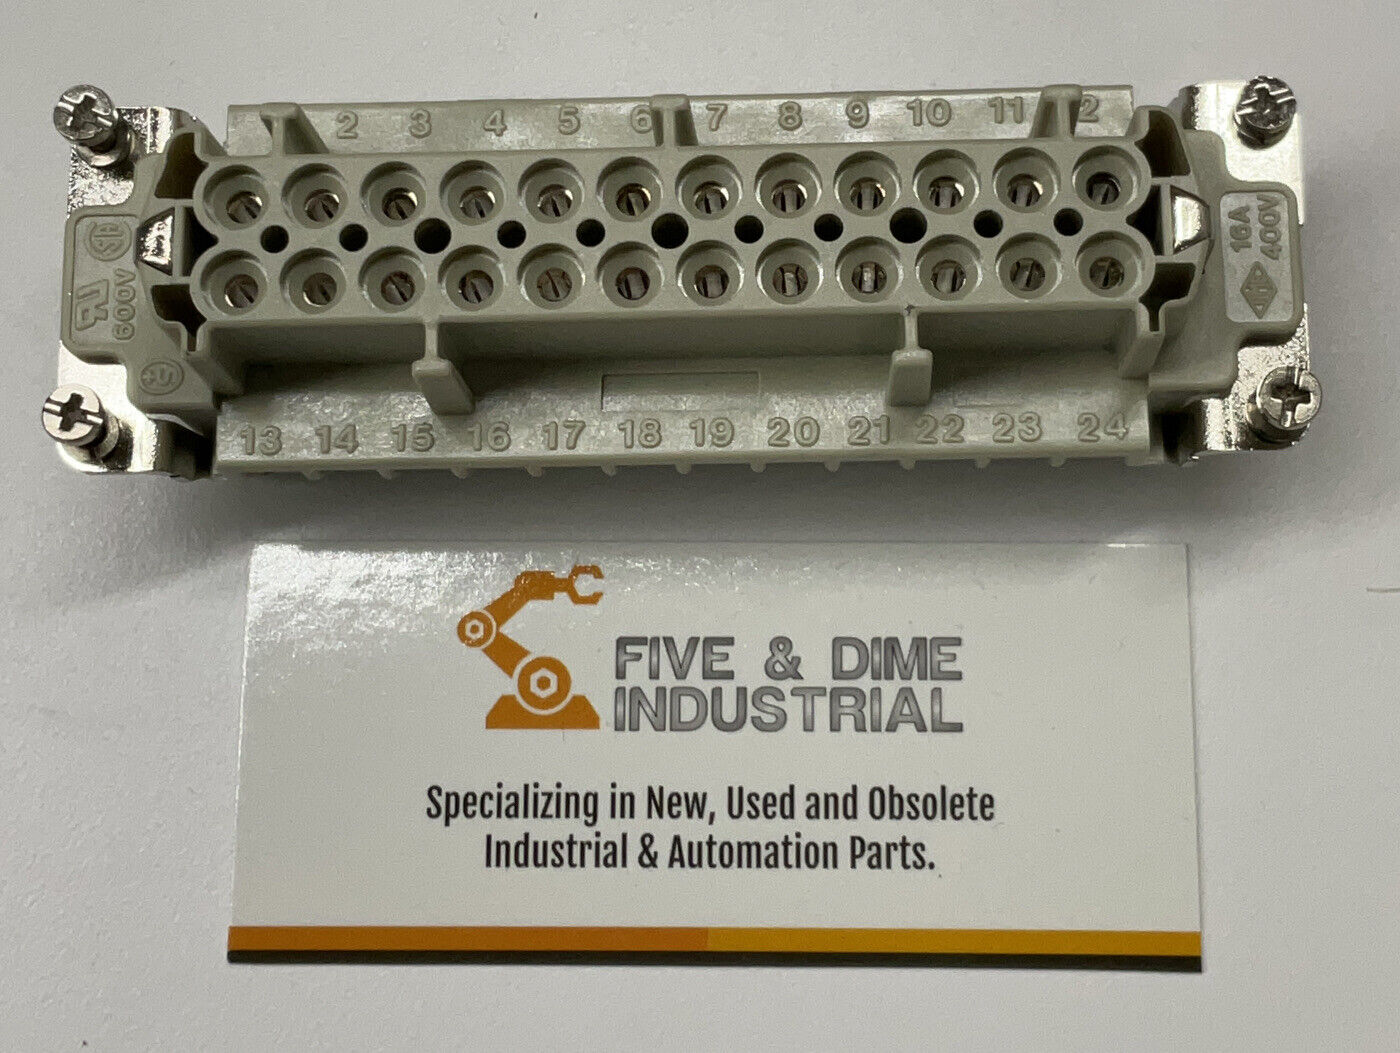 2 3 4 5 6 7 8 9 10 11 2
600V
16A
400V
13 14 15 16 17 18 19 20 21 22 23 24
FIVE & DIME
INDUSTRIAL
Specializing in New, Used and Obsolete
Industrial & Automation Parts.